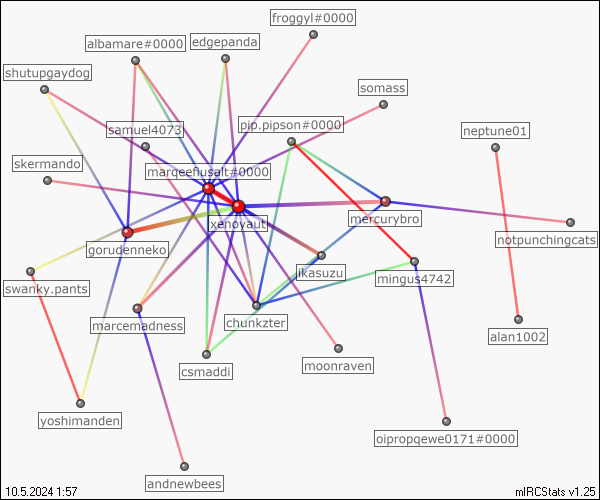 froggyl#0000
albamare#0000
edgepanda
shutupgaydog
somass
samuel4073
pip.pipson#0000
neptune01
skermando
marqeeñusalt#0000
xenoyaut
mercurybro
notpunchingcats
gorudenneko
ikasuzu
mingus4742
swanky.pants
marcemadness
chunkzter
alan1002
csmaddi
moonraven
yoshimanden
oipropqewe0171#0000
andnewbees
10.5.2024 1:57
mIRCStats v1.25